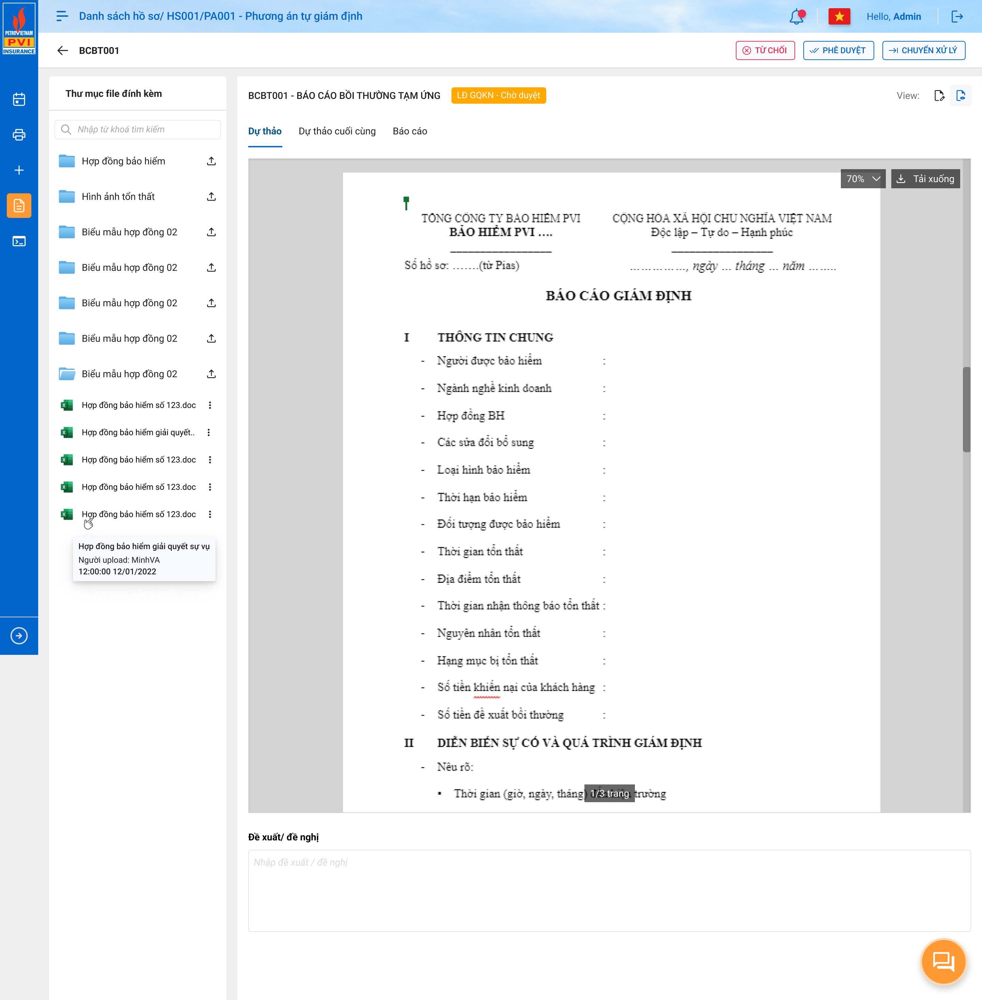 PETROVIETNAM
PVI
INSURANCE
Danh sách hồ sơ/ HS001/PA001 - Phương án tự giám định
Hello, Admin
BCBT001
TỪ CHỐI
PHÊ DUYỆT
CHUYỂN XỬ LÝ
Thư mục file đính kèm
Nhập từ khoá tìm kiếm
Hợp đồng bảo hiểm
Hình ảnh tổn thất
Biểu mẫu hợp đồng 02
Biểu mẫu hợp đồng 02
Biểu mẫu hợp đồng 02
Biểu mẫu hợp đồng 02
Biểu mẫu hợp đồng 02
Hợp đồng bảo hiểm số 123.doc
Hợp đồng bảo hiểm giải quyết..
Hợp đồng bảo hiểm số 123.doc
Hợp đồng bảo hiểm số 123.doc
Hợp đồng bảo hiểm số 123.doc
Hợp đồng bảo hiểm giải quyết sự vụ
Người upload: MinhVA
12:00:00 12/01/2022
BCBT001 - BÁO CÁO BỒI THƯỜNG TẠM ỨNG
LĐ GQKN - Chờ duyệt
View:
Dự thảo
Dự thảo cuối cùng
Báo cáo
70%
Tải xuống
TỔNG CÔNG TY BẢO HIỂM PVI
BẢO HIỂM PVI ....
Số hồ sơ: …….(từ Pias)
CỘNG HÒA XÃ HỘI CHỦ NGHĨA VIỆT NAM
Độc lập – Tự do – Hạnh phúc
……………, ngày … tháng … năm ……..
BÁO CÁO GIÁM ĐỊNH
I THÔNG TIN CHUNG
- Người được bảo hiểm :
- Ngành nghề kinh doanh :
- Hợp đồng BH :
- Các sửa đổi bổ sung :
- Loại hình bảo hiểm :
- Thời hạn bảo hiểm :
- Đối tượng được bảo hiểm :
- Thời gian tổn thất :
- Địa điểm tổn thất :
- Thời gian nhận thông báo tổn thất :
- Nguyên nhân tổn thất :
- Hạng mục bị tổn thất :
- Số tiền khiến nại của khách hàng :
- Số tiền đề xuất bồi thường :
II DIỄN BIẾN SỰ CỐ VÀ QUÁ TRÌNH GIÁM ĐỊNH
- Nêu rõ:
▪ Thời gian (giờ, ngày, tháng) trường
1/3 trang
Đề xuất/ đề nghị
Nhập đề xuất / đề nghị